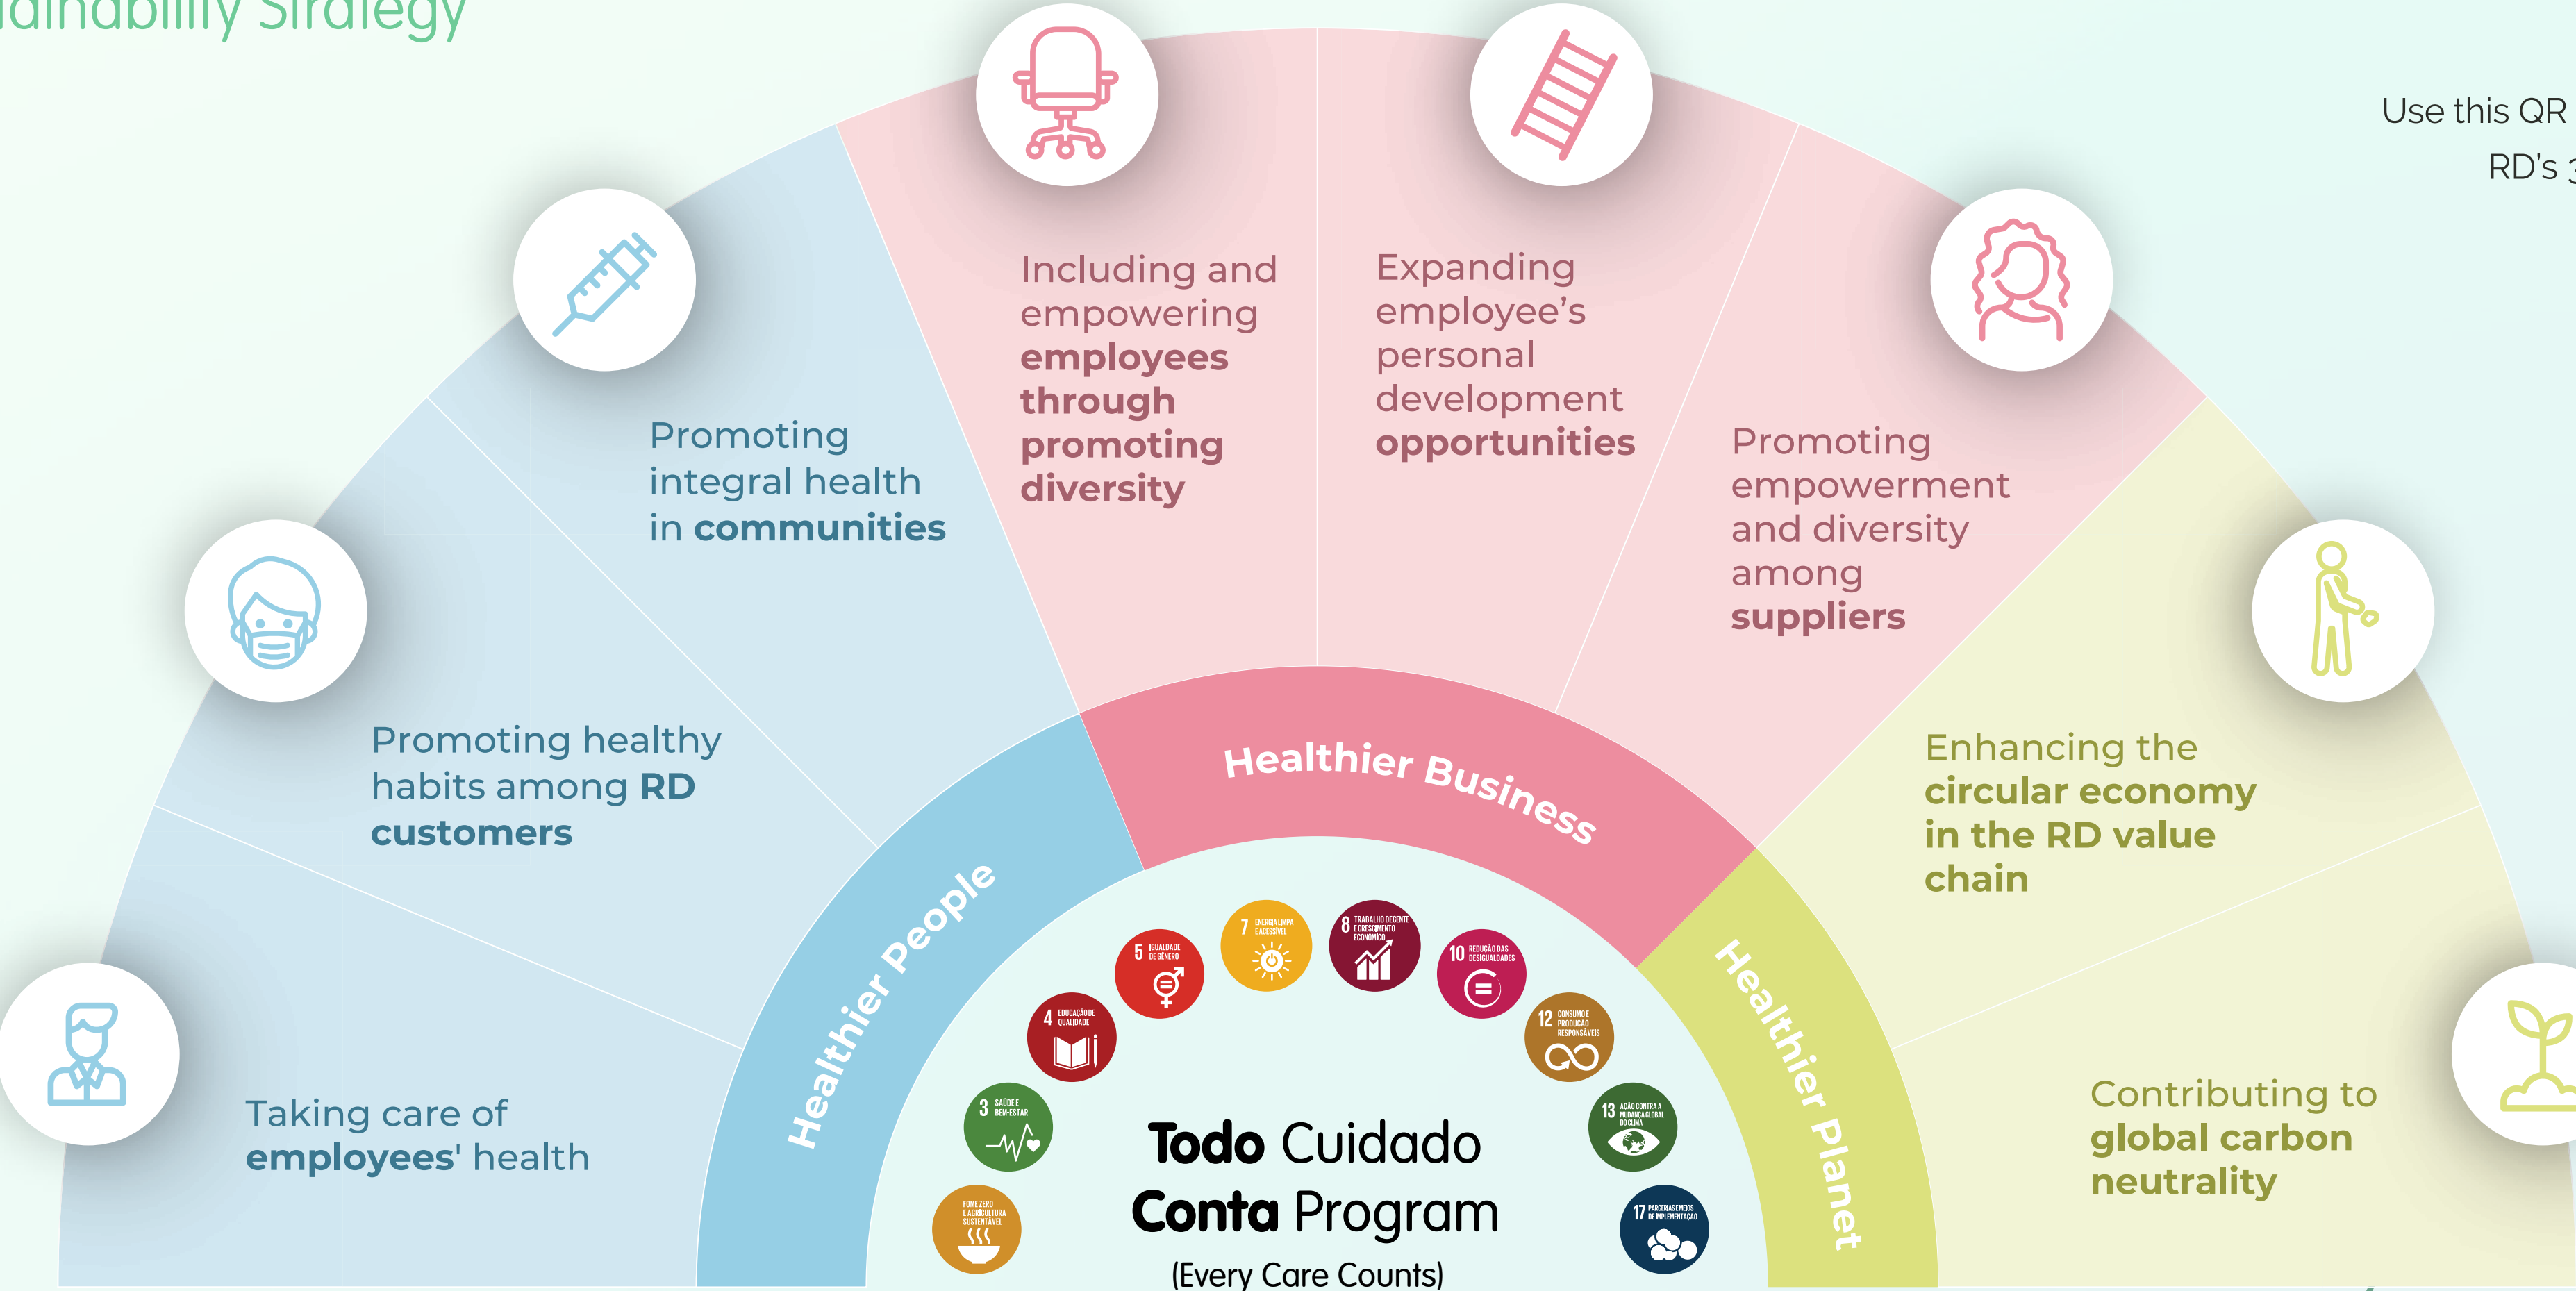 Sustainability Strategy
Use this QR
RD's 3
Including and
empowering
employees
through
promoting
diversity
Expanding
employee's
personal
development
opportunities
Promoting
integral health
in communities
Promoting
empowerment
and diversity
among
suppliers
Promoting healthy
habits among RD
customers
Enhancing the
circular economy
in the RD value
chain
Taking care of
employees' health
Contributing to
global carbon
neutrality
Healthier People
Healthier Business
Healthier Planet
FOME ZERO
E AGRICULTURA
SUSTENTÁVEL
3 SAÚDE E
BEM-ESTAR
4 EDUCAÇÃO DE
QUALIDADE
5 IGUALDADE
DE GÊNERO
7 ENERGIA LIMPA
E ACESSÍVEL
8 TRABALHO DECENTE
E CRESCIMENTO
ECONÔMICO
10 REDUÇÃO DAS
DESIGUALDADES
12 CONSUMO E
PRODUÇÃO
RESPONSÁVEIS
13 AÇÃO CONTRA A
MUDANÇA GLOBAL
DO CLIMA
17 PARCERIAS E MEIOS
DE IMPLEMENTAÇÃO
Todo Cuidado
Conta Program
(Every Care Counts)